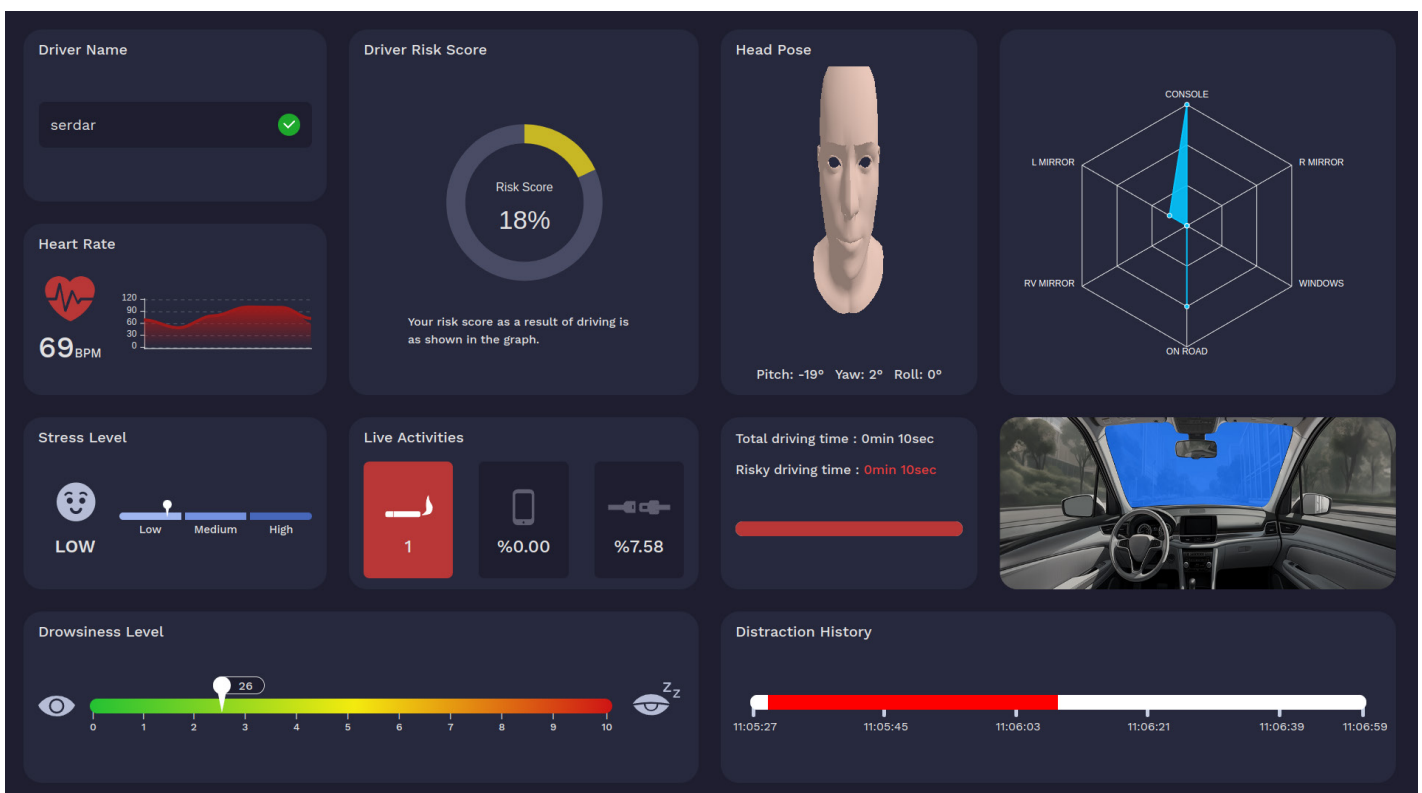 Driver Name
serdar
Driver Risk Score
Risk Score
18%
Your risk score as a result of driving is
as shown in the graph.
Head Pose
Pitch: -19° Yaw: 2° Roll: 0°
CONSOLE
L MIRROR
R MIRROR
RV MIRROR
WINDOWS
ON ROAD
Heart Rate
69 BPM
120
90
60
30
0
Stress Level
LOW
Low Medium High
Live Activities
1 %0.00 %7.58
Total driving time : 0min 10sec
Risky driving time : 0min 10sec
Drowsiness Level
26
Z z
0 1 2 3 4 5 6 7 8 9 10
Distraction History
11:05:27 11:05:45 11:06:03 11:06:21 11:06:39 11:06:59